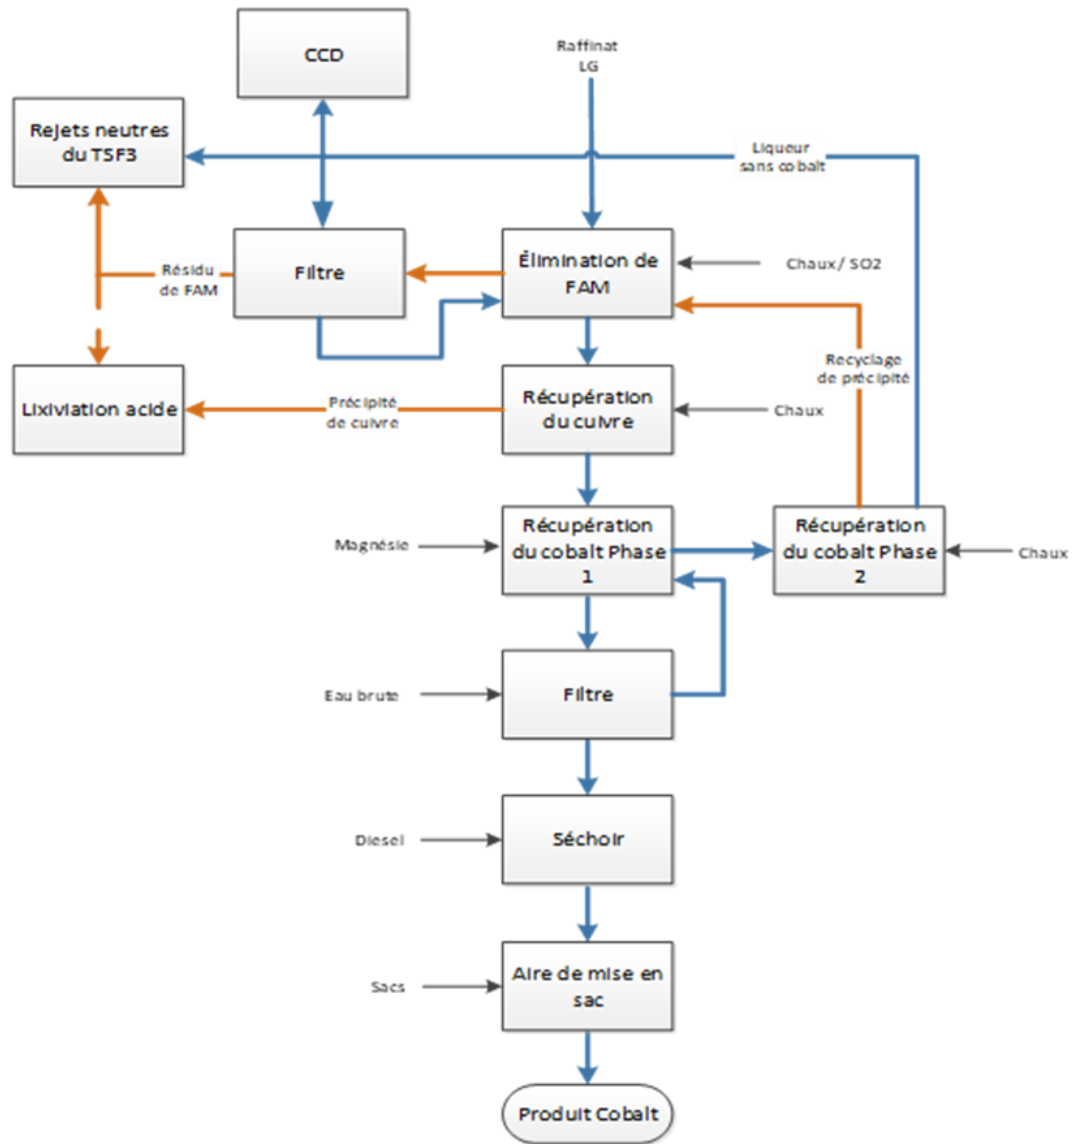 CCD
Raffinat
LG
Rejets neutres
du TSF3
Liqueur
sans cobalt
Filtre
Élimination de
FAM
Chaux/ SO2
Résidu
de FAM
Recyclage
de précipité
Lixiviation acide
Précipité
de cuivre
Récupération
du cuivre
Chaux
Magnésie
Récupération
du cobalt Phase
1
Récupération
du cobalt Phase
2
Chaux
Eau brute
Filtre
Diesel
Séchoir
Sacs
Aire de mise en
sac
Produit Cobalt